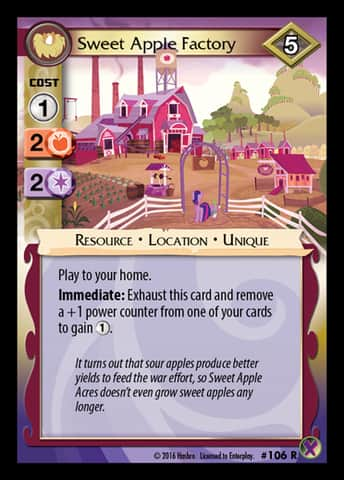 Sweet Apple Factory
5
COST
1
2
2
RESOURCE • LOCATION • UNIQUE
Play to your home.
Immediate: Exhaust this card and remove
a +1 power counter from one of your cards
to gain 1.
It turns out that sour apples produce better
yields to feed the war effort, so Sweet Apple
Acres doesn't even grow sweet apples any
longer.
© 2016 Hasbro. Licensed to Enterplay. #106 R